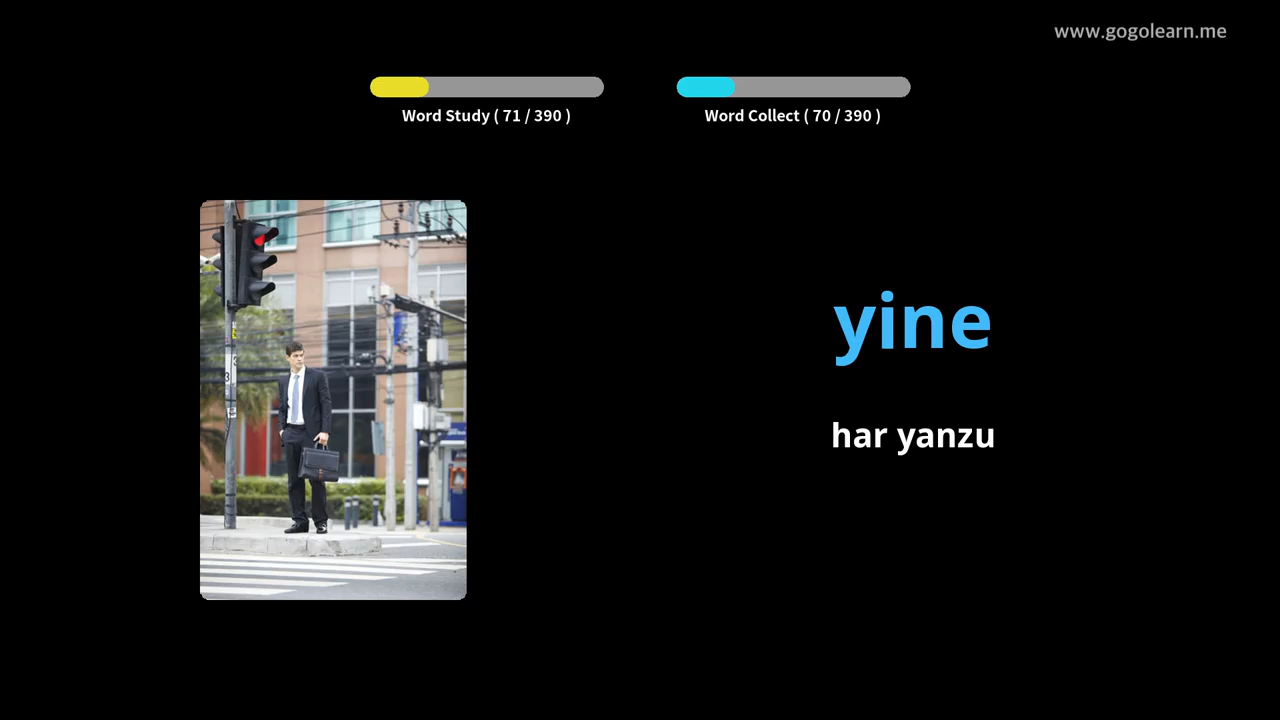 www.gogolearn.me
Word Study ( 71 / 390 )
Word Collect ( 70 / 390 )
yine
har yanzu